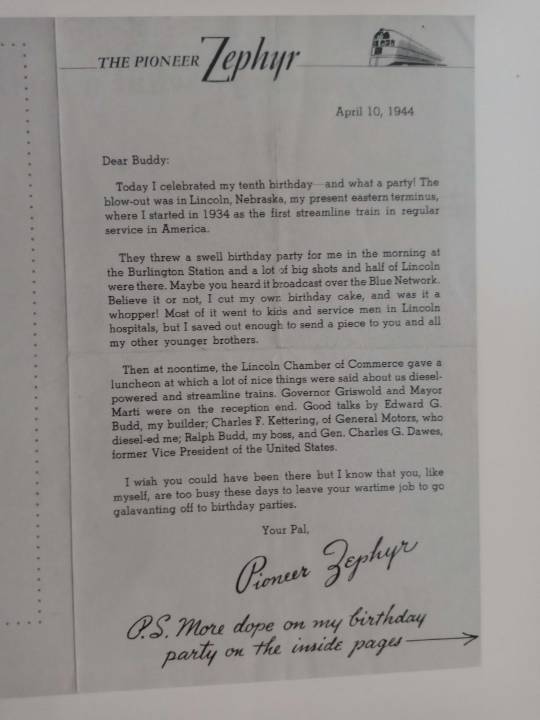 THE PIONEER Zephyr
April 10, 1944
Dear Buddy:
Today I celebrated my tenth birthday—and what a party! The
blow-out was in Lincoln, Nebraska, my present eastern terminus,
where I started in 1934 as the first streamline train in regular
service in America.
They threw a swell birthday party for me in the morning at
the Burlington Station and a lot of big shots and half of Lincoln
were there. Maybe you heard it broadcast over the Blue Network.
Believe it or not, I cut my own birthday cake, and was it a
whopper! Most of it went to kids and service men in Lincoln
hospitals, but I saved out enough to send a piece to you and all
my other younger brothers.
Then at noontime, the Lincoln Chamber of Commerce gave a
luncheon at which a lot of nice things were said about us diesel-
powered and streamline trains. Governor Griswold and Mayor
Marti were on the reception end. Good talks by Edward G.
Budd, my builder; Charles F. Kettering, of General Motors, who
diesel-ed me; Ralph Budd, my boss, and Gen. Charles G. Dawes,
former Vice President of the United States.
I wish you could have been there but I know that you, like
myself, are too busy these days to leave your wartime job to go
galavanting off to birthday parties.
Your Pal,
Pioneer Zephyr
P.S. More dope on my birthday
party on the inside pages